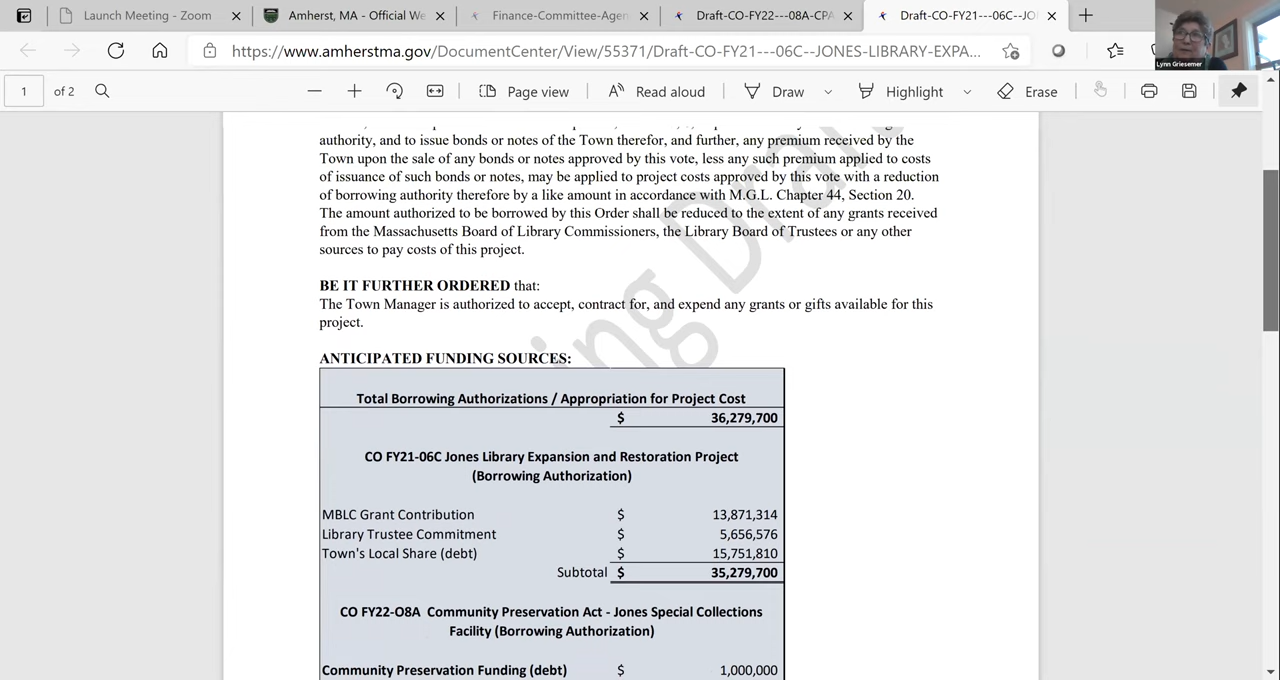 Launch Meeting - Zoom
Amherst, MA - Official We
Finance-Committee-Agen
Draft-CO-FY22---08A-CPA
Draft-CO-FY21---06C--JO
https://www.amherstma.gov/DocumentCenter/View/55371/Draft-CO-FY21---06C--JONES-LIBRARY-EXPA...
Lynn Griesemer
1 of 2
Page view
Read aloud
Draw
Highlight
Erase
authority, and to issue bonds or notes of the Town therefor, and further, any premium received by the
Town upon the sale of any bonds or notes approved by this vote, less any such premium applied to costs
of issuance of such bonds or notes, may be applied to project costs approved by this vote with a reduction
of borrowing authority therefore by a like amount in accordance with M.G.L. Chapter 44, Section 20.
The amount authorized to be borrowed by this Order shall be reduced to the extent of any grants received
from the Massachusetts Board of Library Commissioners, the Library Board of Trustees or any other
sources to pay costs of this project.
BE IT FURTHER ORDERED that:
The Town Manager is authorized to accept, contract for, and expend any grants or gifts available for this
project.
ANTICIPATED FUNDING SOURCES:
Total Borrowing Authorizations / Appropriation for Project Cost
$ 36,279,700
CO FY21-06C Jones Library Expansion and Restoration Project
(Borrowing Authorization)
MBLC Grant Contribution $ 13,871,314
Library Trustee Commitment $ 5,656,576
Town's Local Share (debt) $ 15,751,810
Subtotal $ 35,279,700
CO FY22-O8A Community Preservation Act - Jones Special Collections
Facility (Borrowing Authorization)
Community Preservation Funding (debt) $ 1,000,000